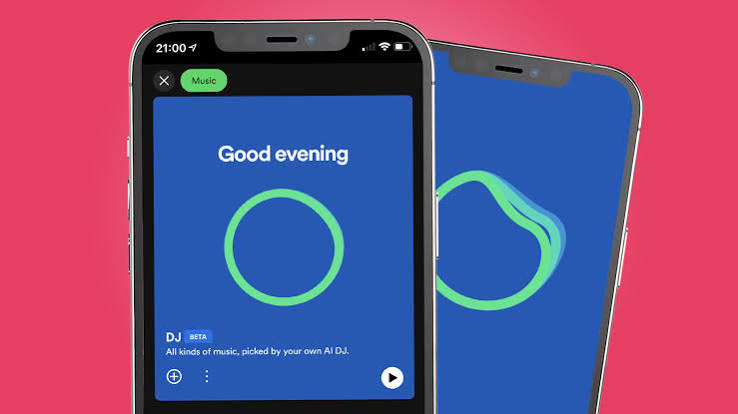 21:00
Music
Good evening
DJ BETA
All kinds of music, picked by your own AI DJ.